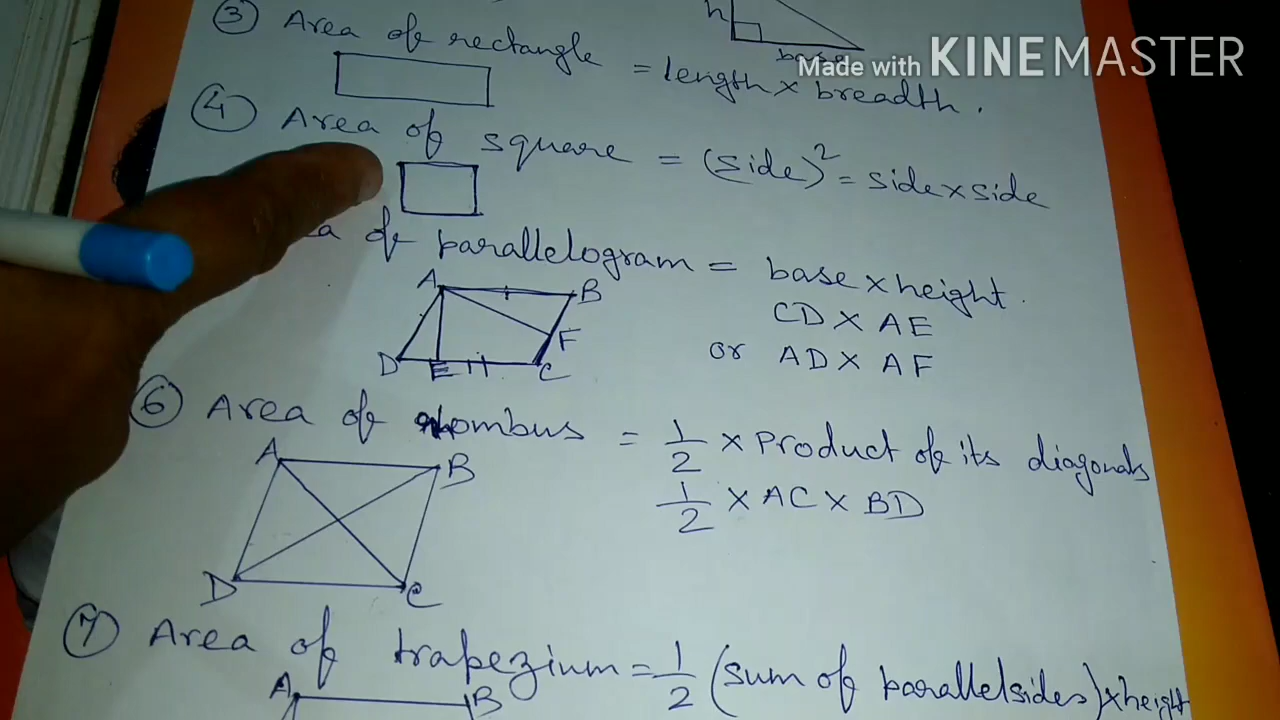 h
base
③ Area of rectangle = length × breadth.
Made with KINEMASTER
④ Area of square = (side)² = side×side
of parallelogram = base×height.
A B
CD × AE
F
or AD × AF
D E C
⑥ Area of rhombus = 1/2 × Product of its diagonals
A B
1/2 × AC × BD
D C
⑦ Area of trapezium = 1/2 (sum of parallelsides)×height
A B